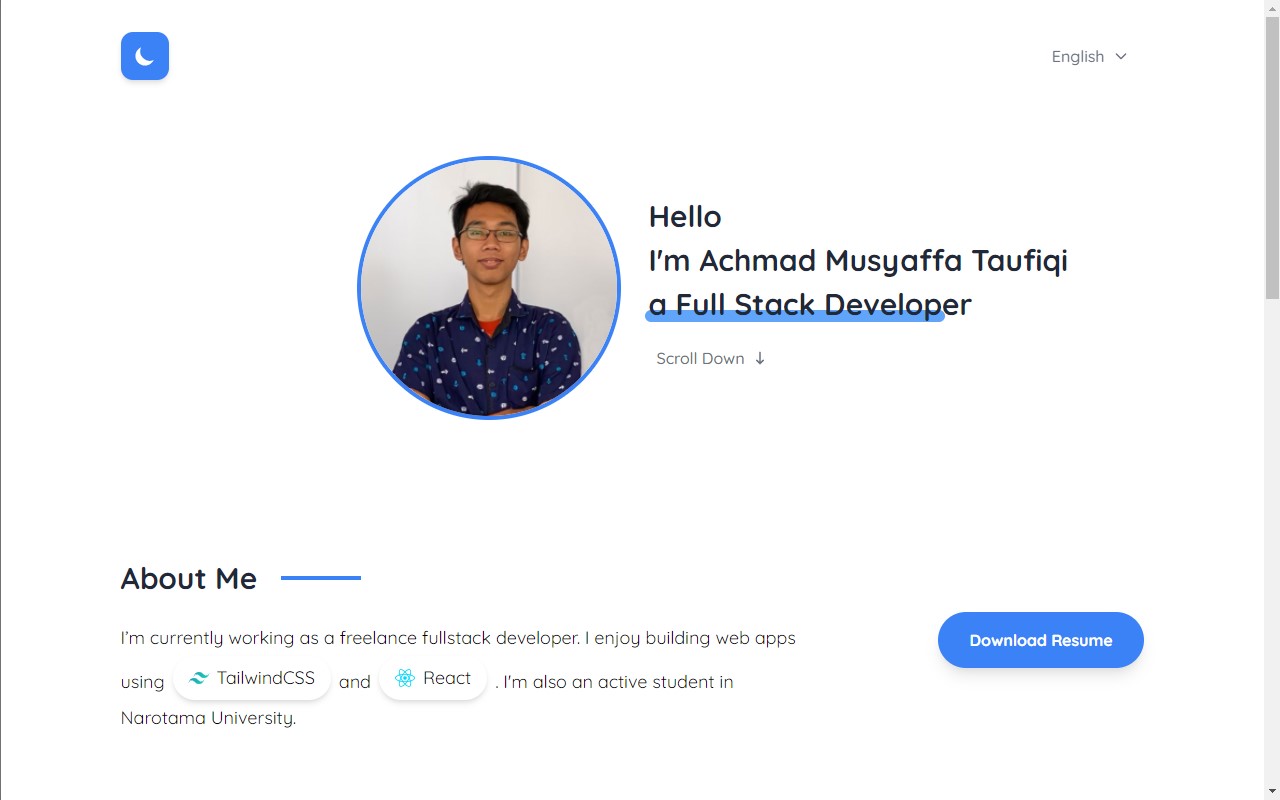 English
Hello
I'm Achmad Musyaffa Taufiqi
a Full Stack Developer
Scroll Down
About Me
I'm currently working as a freelance fullstack developer. I enjoy building web apps
using TailwindCSS and React . I'm also an active student in
Narotama University.
Download Resume